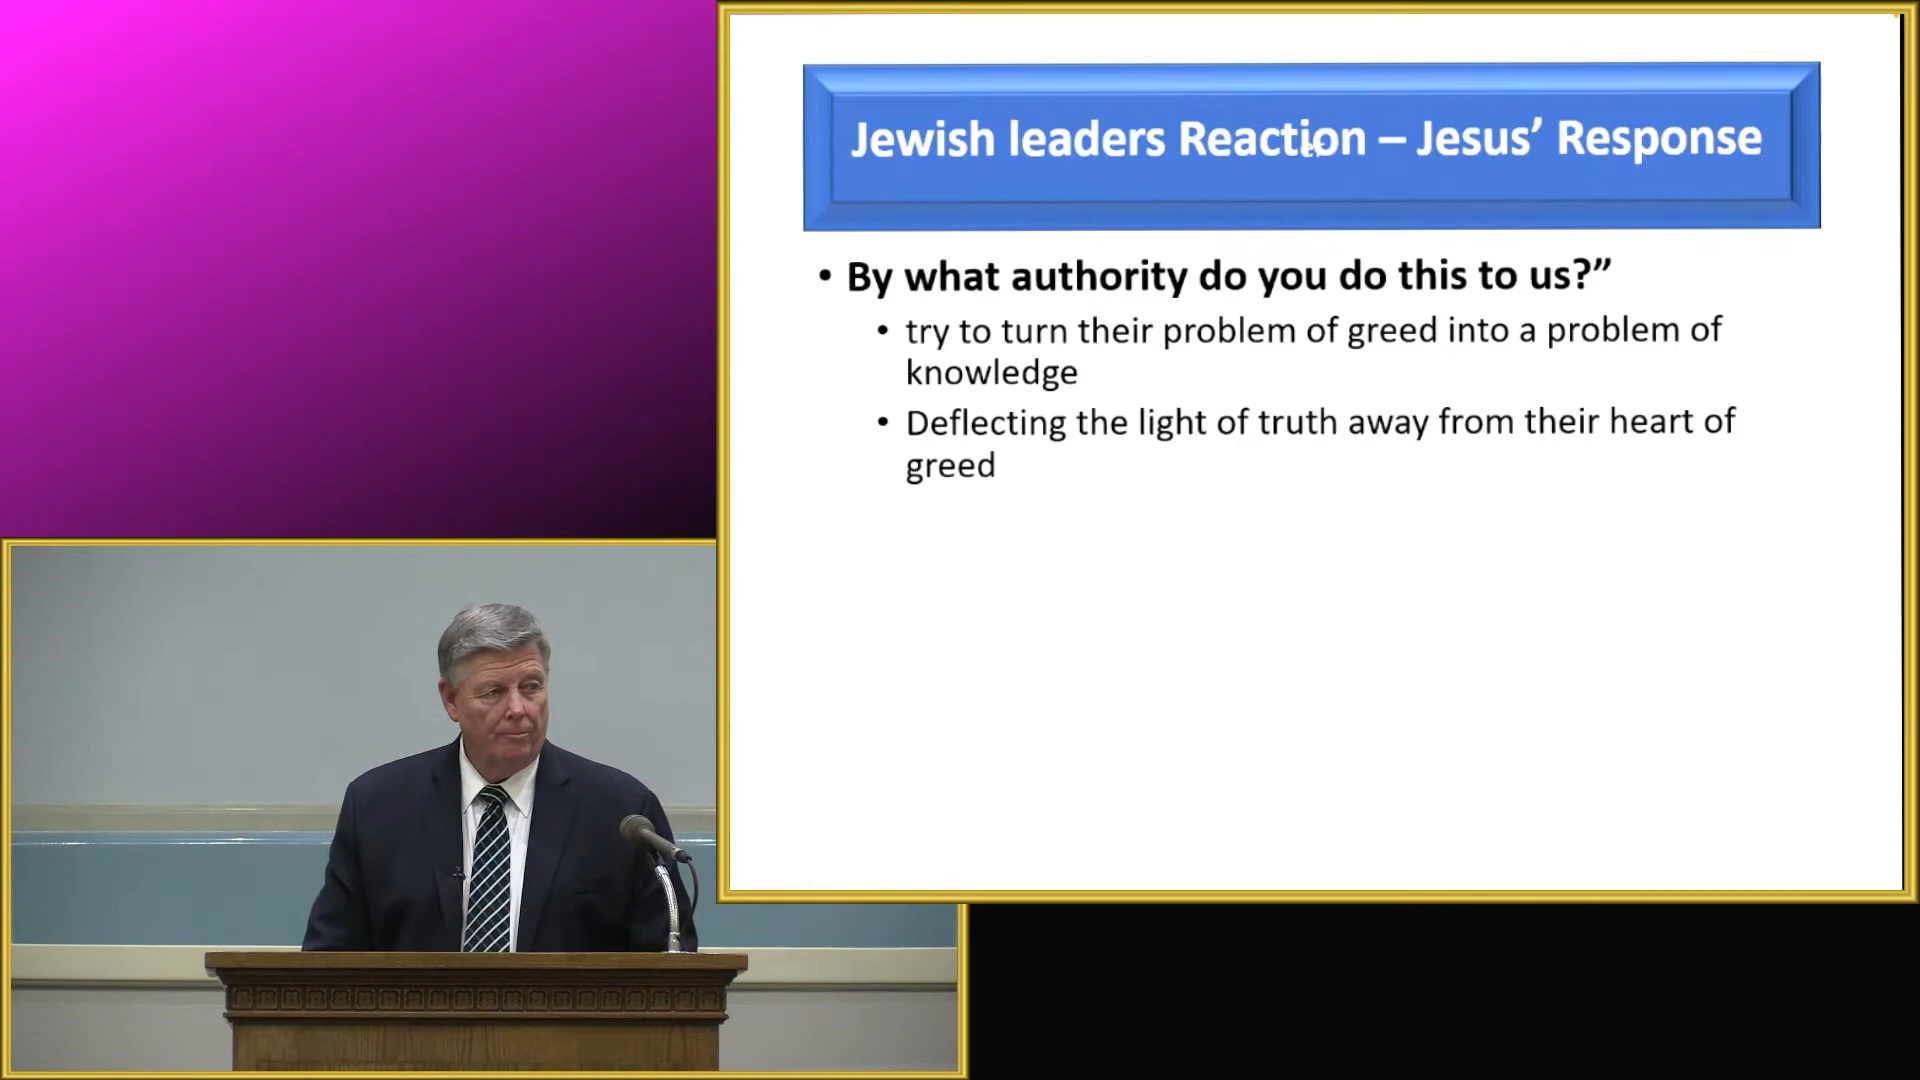 Jewish leaders Reaction – Jesus’ Response
er
• By what authority do you do this to us?”
• try to turn their problem of greed into a problem of
knowledge
• Deflecting the light of truth away from their heart of
greed